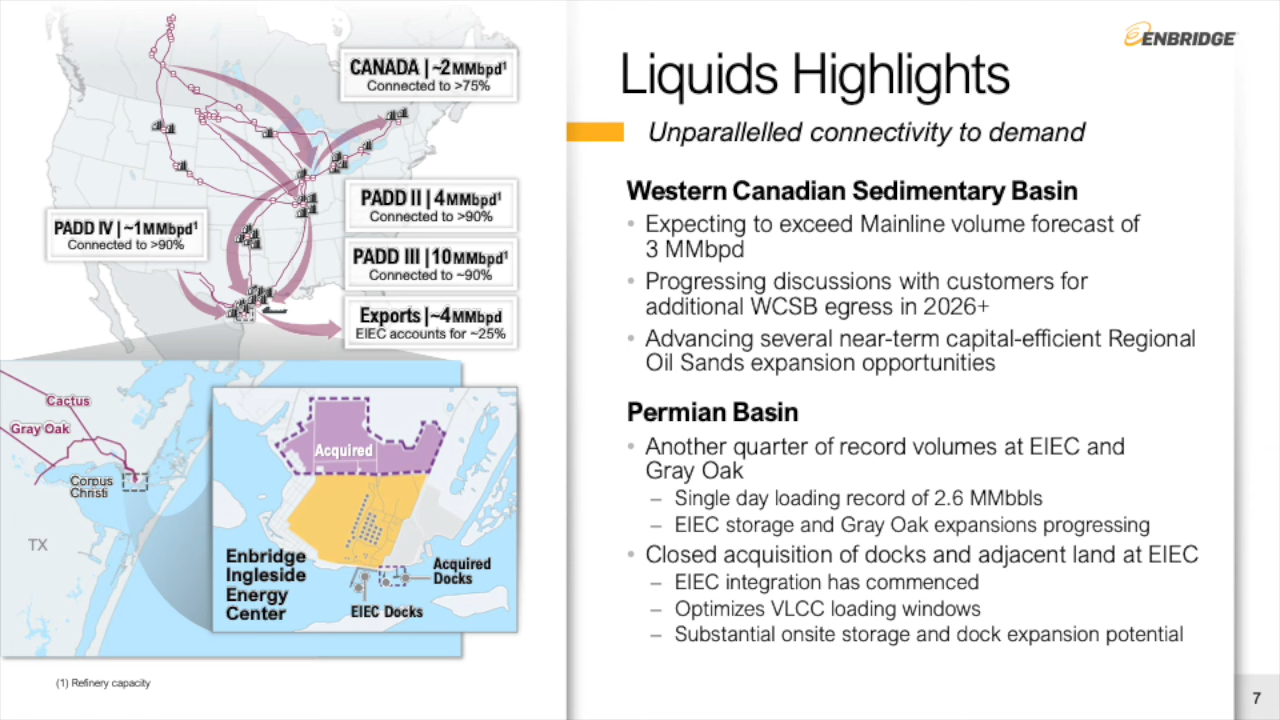 ENBRIDGE
Liquids Highlights
Unparallelled connectivity to demand
CANADA | ~2 MMbpd¹
Connected to >75%
PADD II | 4 MMbpd¹
Connected to >90%
PADD IV | ~1 MMbpd¹
Connected to >90%
PADD III | 10 MMbpd¹
Connected to ~90%
Exports | ~4 MMbpd
EIEC accounts for ~25%
Cactus
Gray Oak
Corpus
Christi
TX
Acquired
Enbridge
Ingleside
Energy
Center
Acquired
Docks
EIEC Docks
(1) Refinery capacity
Western Canadian Sedimentary Basin
• Expecting to exceed Mainline volume forecast of
3 MMbpd
• Progressing discussions with customers for
additional WCSB egress in 2026+
• Advancing several near-term capital-efficient Regional
Oil Sands expansion opportunities
Permian Basin
• Another quarter of record volumes at EIEC and
Gray Oak
– Single day loading record of 2.6 MMbbls
– EIEC storage and Gray Oak expansions progressing
• Closed acquisition of docks and adjacent land at EIEC
– EIEC integration has commenced
– Optimizes VLCC loading windows
– Substantial onsite storage and dock expansion potential
7